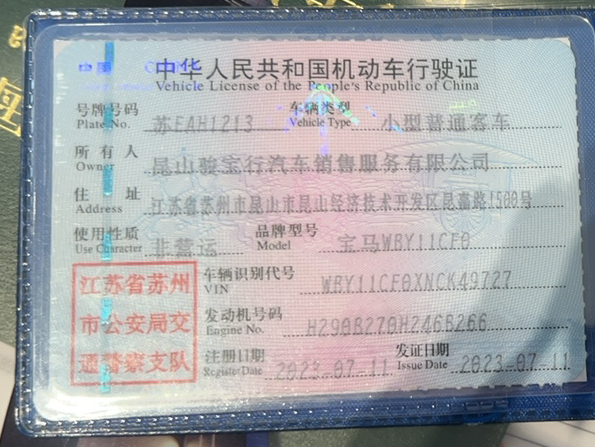 中国 CHINA
中华人民共和国机动车行驶证
Vehicle License of the People's Republic of China
号牌号码 苏EAH1213 车辆类型 小型普通客车
Plate No. Vehicle Type
所有人 昆山骏宝行汽车销售服务有限公司
Owner
住址 江苏省苏州市昆山市昆山经济技术开发区昆嘉路1500号
Address
使用性质 非营运 品牌型号 宝马WBY11CF0
Use Character Model
江苏省苏州
市公安局交
通警察支队
车辆识别代号 WBY11CF0XNCK49727
VIN
发动机号码 H290B270H246B266
Engine No.
注册日期 2023-07-11 发证日期 2023-07-11
Register Date Issue Date